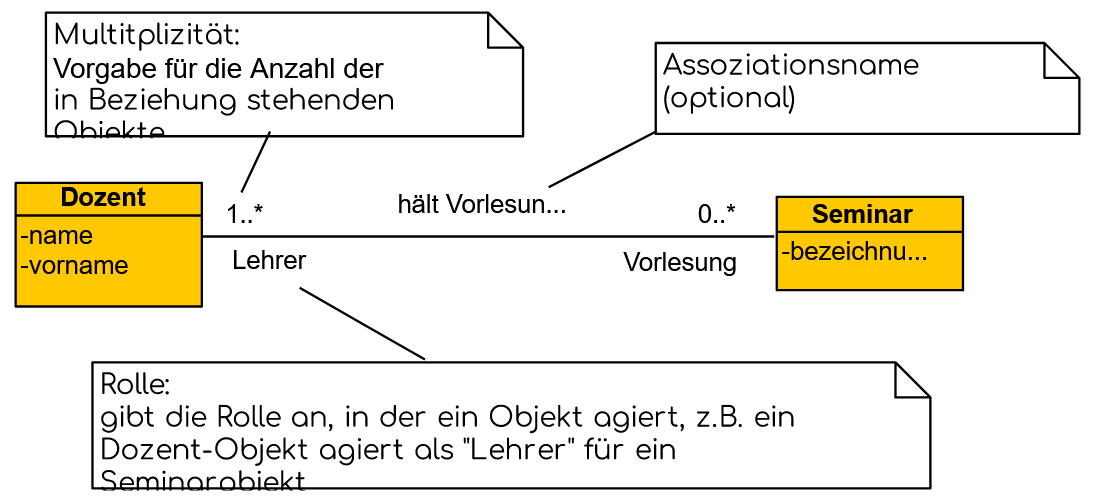 Multitplizität:
Vorgabe für die Anzahl der
in Beziehung stehenden
Objekte
Assoziationsname
(optional)
Dozent
-name
-vorname
1..*
hält Vorlesun...
0..*
Lehrer
Vorlesung
Seminar
-bezeichnu...
Rolle:
gibt die Rolle an, in der ein Objekt agiert, z.B. ein
Dozent-Objekt agiert als "Lehrer" für ein
Seminarobjekt